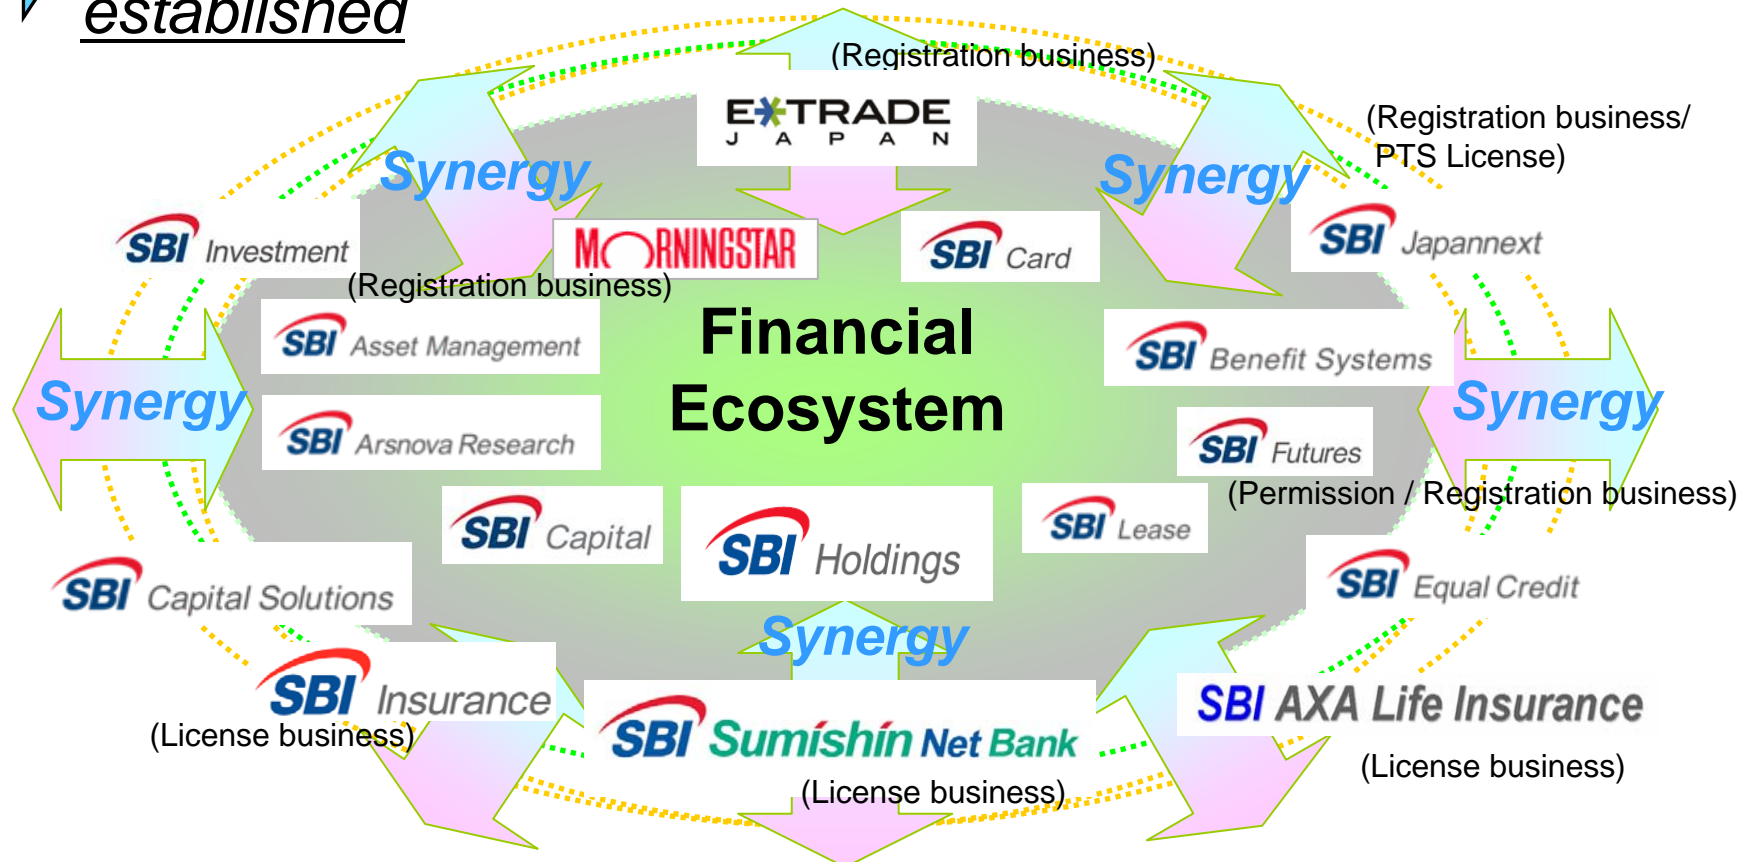 established
(Registration business)
E*TRADE
JAPAN
(Registration business/
PTS License)
Synergy
Synergy
SBI Investment
MORNINGSTAR
SBI Card
SBI Japannext
(Registration business)
Financial
Ecosystem
SBI Asset Management
SBI Benefit Systems
Synergy
Synergy
SBI Arsnova Research
SBI Futures
(Permission / Registration business)
SBI Capital
SBI Holdings
SBI Lease
SBI Capital Solutions
SBI Equal Credit
Synergy
SBI Insurance
(License business)
SBI Sumishin Net Bank
(License business)
SBI AXA Life Insurance
(License business)